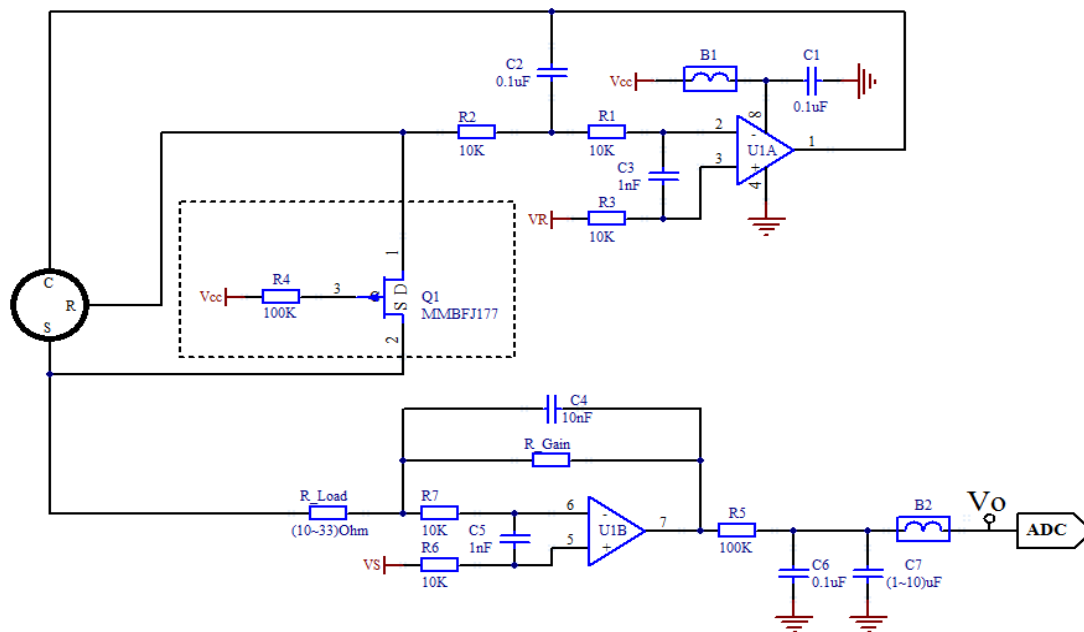 C2
0.1uF
B1
C1
Vcc
0.1uF
R2
10K
R1
10K
2
-
8
U1A
1
C3
1nF
3
+
4
VR
R3
10K
C
R
S
R4
Vcc
100K
3
1
D
S
2
Q1
MMBFJ177
C4
10nF
R_Gain
R_Load
(10~33)Ohm
R7
10K
C5
1nF
6
-
U1B
7
5
+
VS
R6
10K
R5
100K
B2
Vo
ADC
C6
0.1uF
C7
(1~10)uF